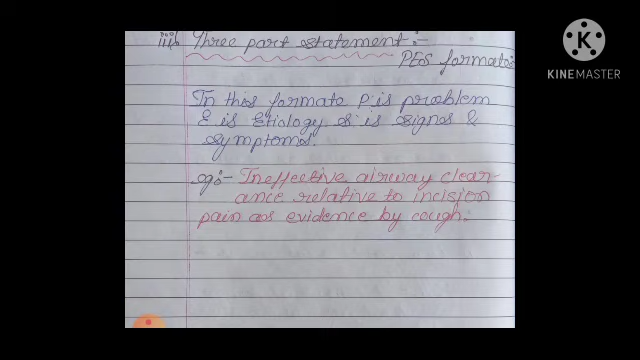 iii) Three part statement:-
PES formate:-
In this formate P is problem
E is Etiology S is signs &
symptoms.
eg:- Ineffective airway clear-
ance relative to incision
pain as evidence by cough.
K
KINEMASTER